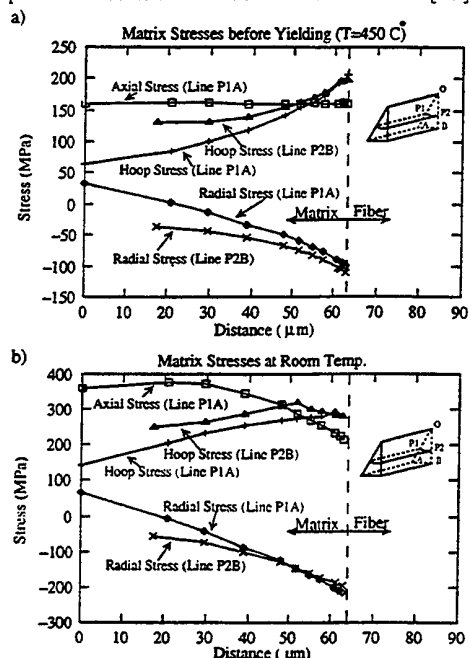 a)
Matrix Stresses before Yielding (T=450 C°
250
200
150
100
50
0
−50
−100
−150
Stress (MPa)
Axial Stress (Line P1A)
Hoop Stress (Line P2B)
Hoop Stress (Line P1A)
Radial Stress (Line P1A)
Matrix Fiber
Radial Stress (Line P2B)
O
P1
P2
A
B
0 10 20 30 40 50 60 70 80 90
Distance ( μm)
b)
Matrix Stresses at Room Temp.
400
300
200
100
0
−100
−200
−300
Stress (MPa)
Axial Stress (Line P1A)
Hoop Stress (Line P2B)
Hoop Stress (Line P1A)
Radial Stress (Line P1A)
Matrix Fiber
Radial Stress (Line P2B)
O
P1
P2
A
B
0 10 20 30 40 50 60 70 80 90
Distance ( μm)